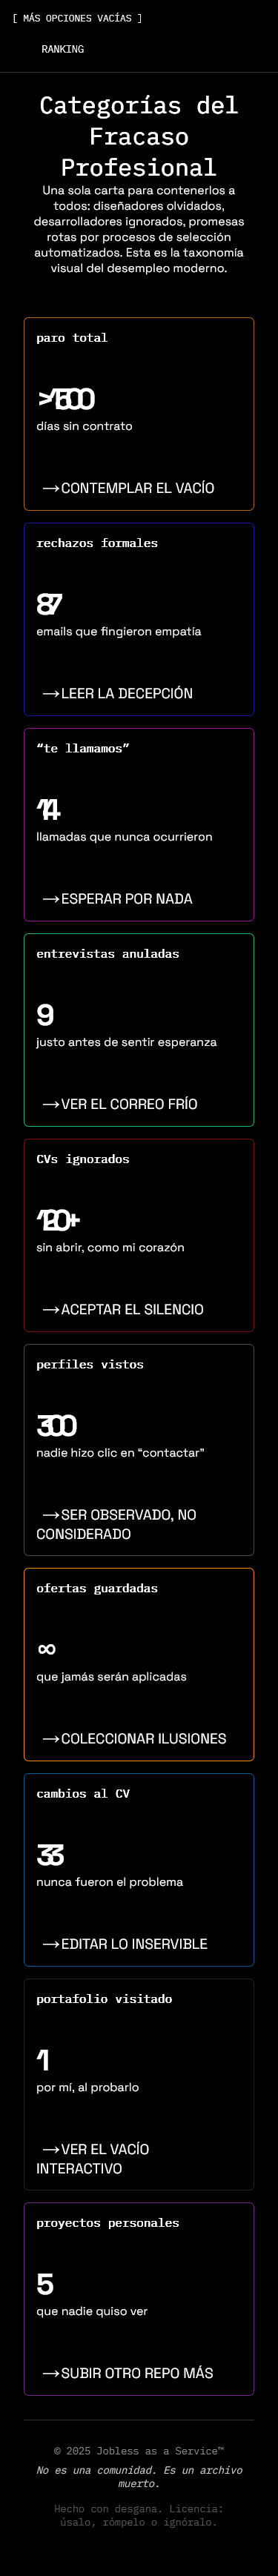 [ MÁS OPCIONES VACÍAS ]
RANKING
Categorías del
Fracaso
Profesional
Una sola carta para contenerlos a
todos: diseñadores olvidados,
desarrolladores ignorados, promesas
rotas por procesos de selección
automatizados. Esta es la taxonomía
visual del desempleo moderno.
paro total
>1500
días sin contrato
→CONTEMPLAR EL VACÍO
rechazos formales
87
emails que fingieron empatía
→LEER LA DECEPCIÓN
“te llamamos”
14
llamadas que nunca ocurrieron
→ESPERAR POR NADA
entrevistas anuladas
9
justo antes de sentir esperanza
→VER EL CORREO FRÍO
CVs ignorados
120+
sin abrir, como mi corazón
→ACEPTAR EL SILENCIO
perfiles vistos
300
nadie hizo clic en “contactar”
→SER OBSERVADO, NO
CONSIDERADO
ofertas guardadas
∞
que jamás serán aplicadas
→COLECCIONAR ILUSIONES
cambios al CV
33
nunca fueron el problema
→EDITAR LO INSERVIBLE
portafolio visitado
1
por mí, al probarlo
→VER EL VACÍO
INTERACTIVO
proyectos personales
5
que nadie quiso ver
→SUBIR OTRO REPO MÁS
© 2025 Jobless as a Service™
No es una comunidad. Es un archivo
muerto.
Hecho con desgana. Licencia:
úsalo, rómpelo o ignóralo.